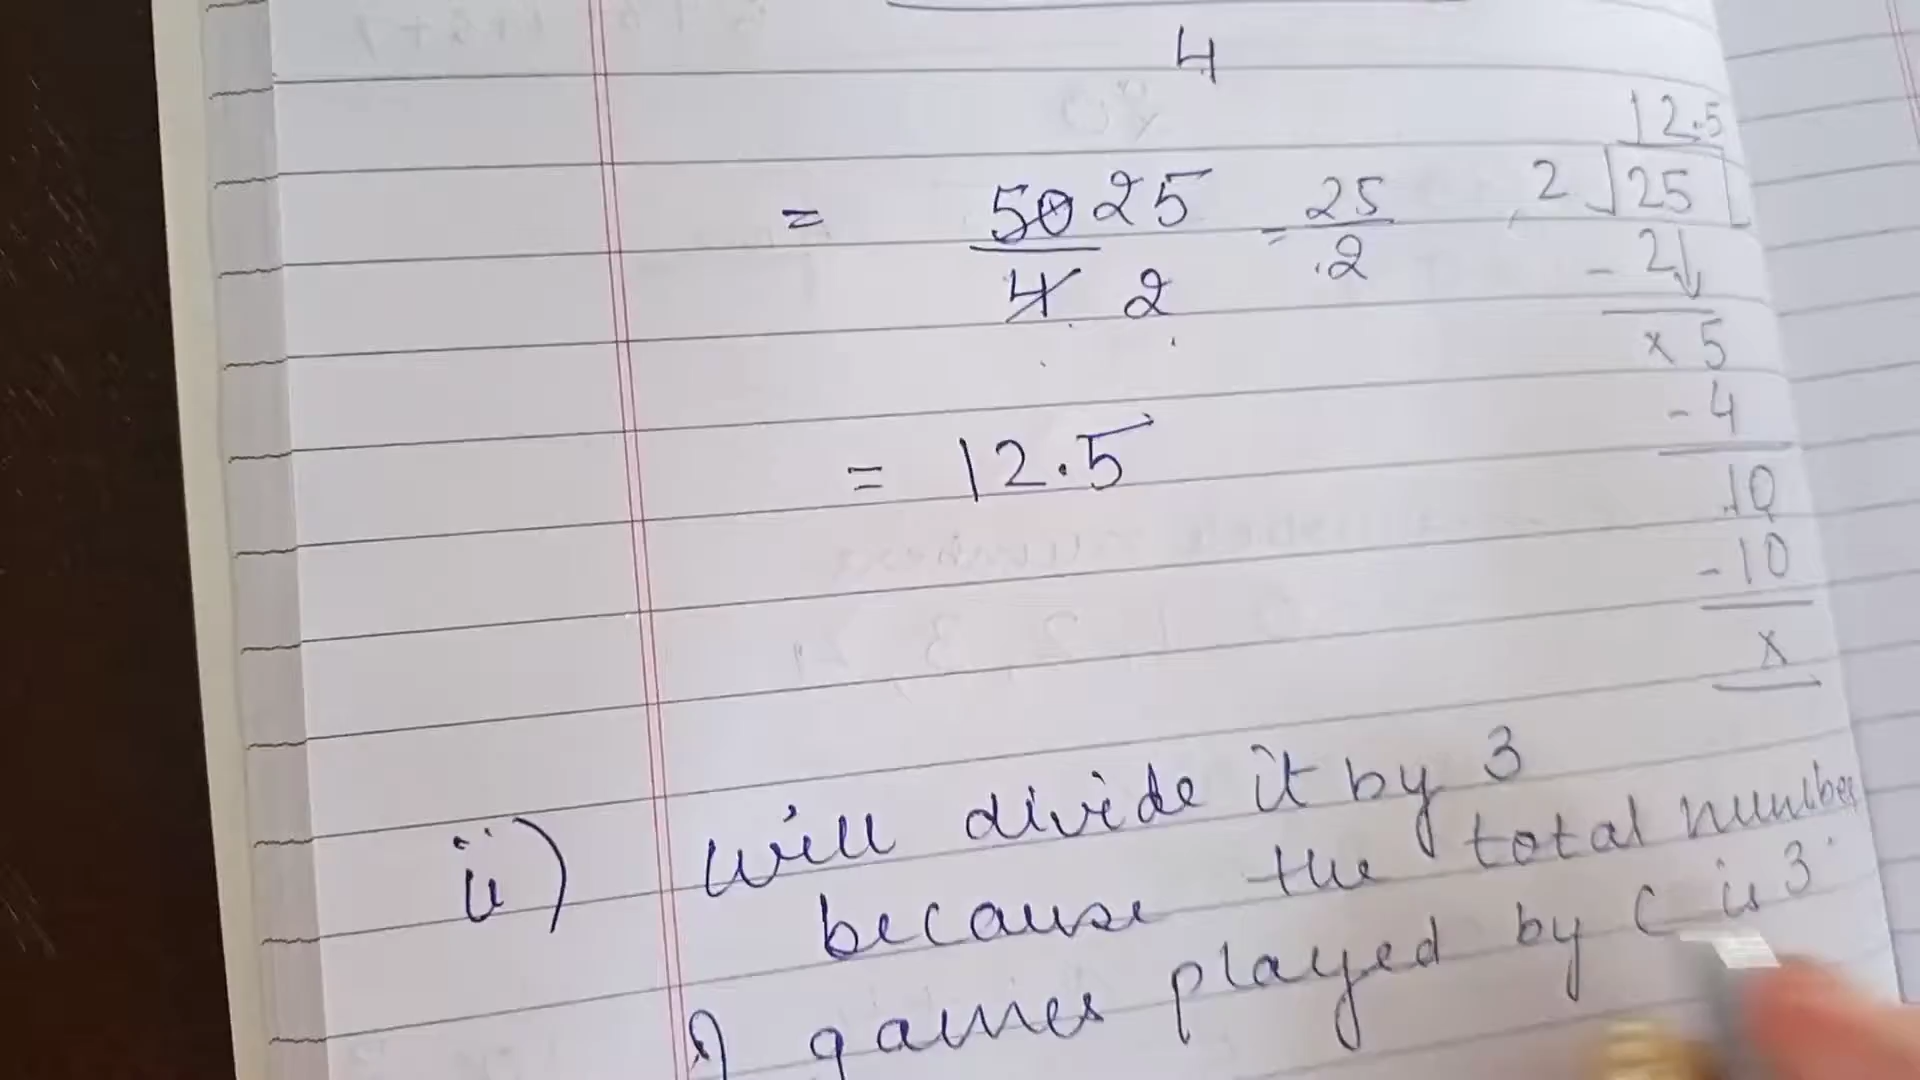 4
= 50 25 = 25
4 2 2
= 12.5
12.5
2 √25
- 2↓
x 5
- 4
10
- 10
x
ii) will divide it by 3
because the total number
of games played by C is 3